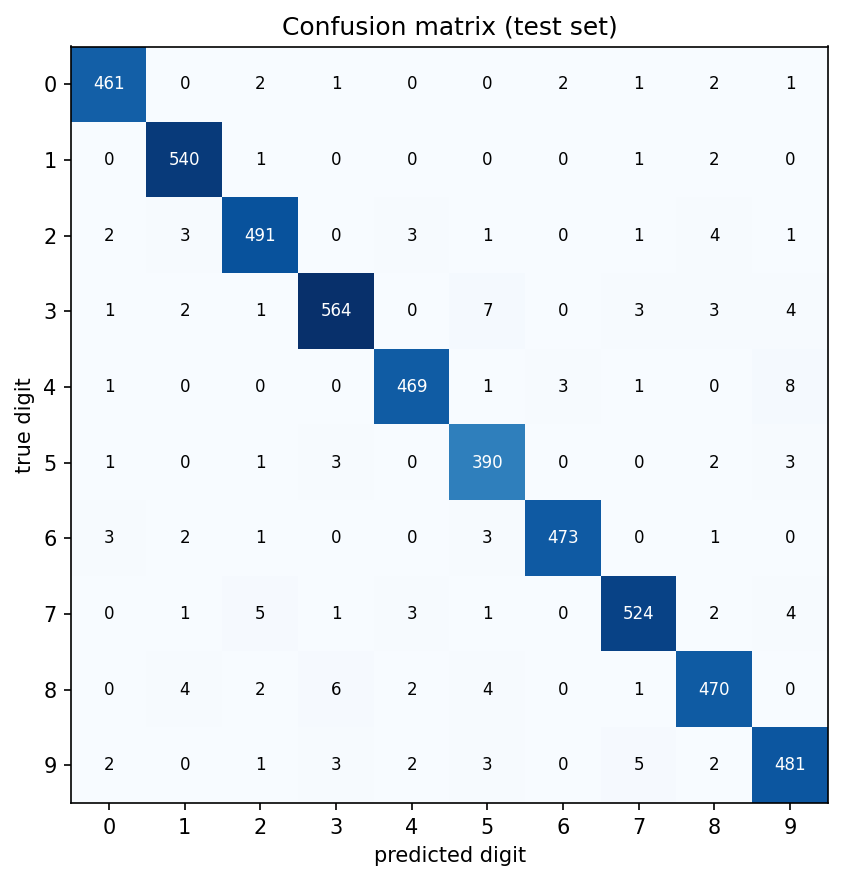 Confusion matrix (test set)
0 461 0 2 1 0 0 2 1 2 1
1 0 540 1 0 0 0 0 1 2 0
2 2 3 491 0 3 1 0 1 4 1
3 1 2 1 564 0 7 0 3 3 4
4 1 0 0 0 469 1 3 1 0 8
5 1 0 1 3 0 390 0 0 2 3
6 3 2 1 0 0 3 473 0 1 0
7 0 1 5 1 3 1 0 524 2 4
8 0 4 2 6 2 4 0 1 470 0
9 2 0 1 3 2 3 0 5 2 481
0 1 2 3 4 5 6 7 8 9
predicted digit
true digit